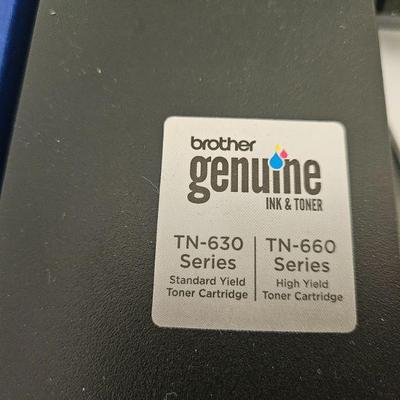 brother
genuine
INK & TONER
TN-630 Series
Standard Yield
Toner Cartridge
TN-660 Series
High Yield
Toner Cartridge